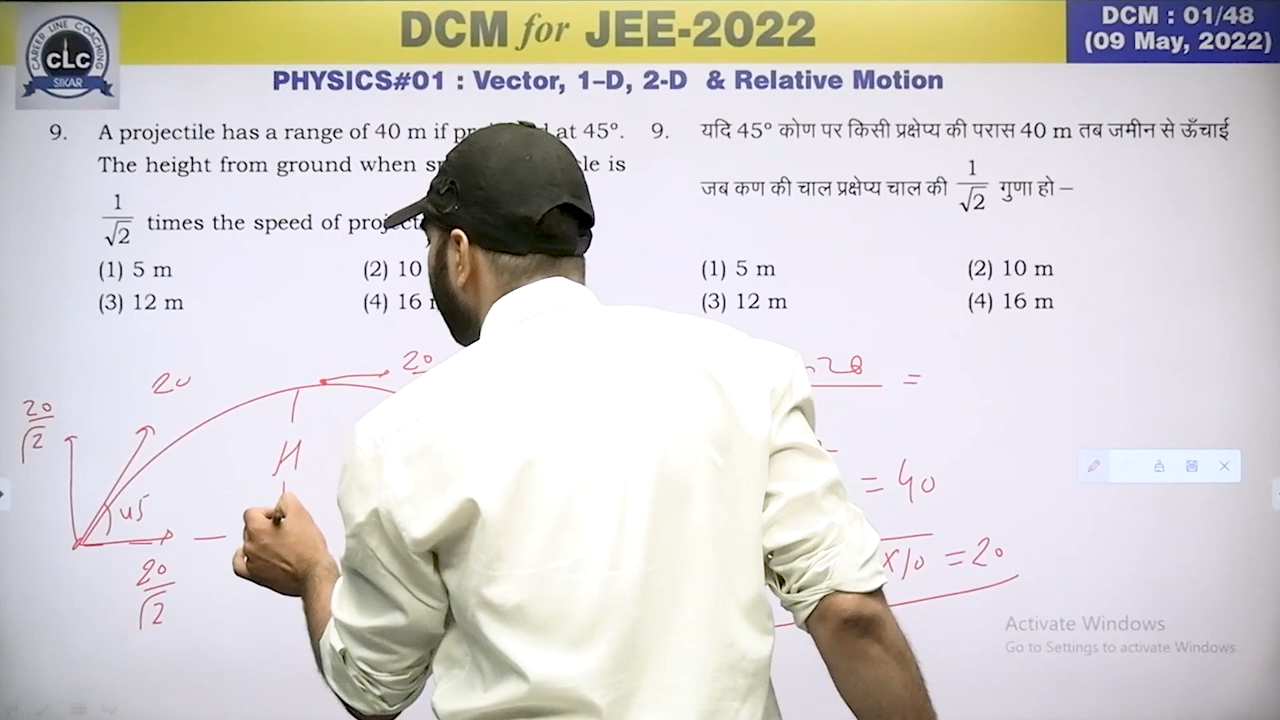 DCM for JEE-2022
DCM : 01/48
(09 May, 2022)
CAREER LINE COACHING
CLC
SIKAR
PHYSICS#01 : Vector, 1–D, 2-D & Relative Motion
9. A projectile has a range of 40 m if at 45°.
The height from ground when is
1/√2 times the speed of
(1) 5 m (2) 10
(3) 12 m (4) 16
9. यदि 45° कोण पर किसी प्रक्षेप्य की परास 40 m तब जमीन से ऊँचाई
जब कण की चाल प्रक्षेप्य चाल की 1/√2 गुणा हो –
(1) 5 m (2) 10 m
(3) 12 m (4) 16 m
20
20
20/√2
H
45
20/√2
=
= 40
x10 = 20
Activate Windows
Go to Settings to activate Windows